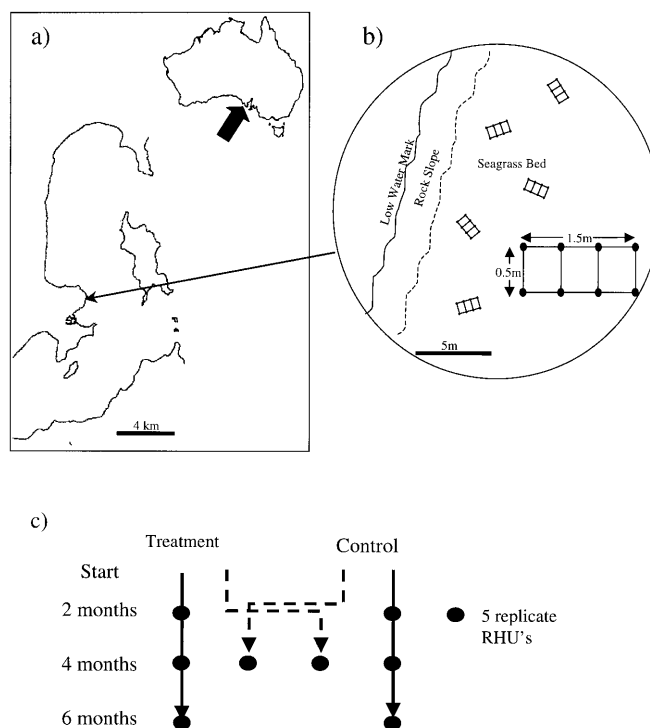 a)
4 km
b)
Low Water Mark
Rock Slope
Seagrass Bed
1.5m
0.5m
5m
c)
Treatment
Control
Start
2 months
4 months
6 months
5 replicate
RHU's